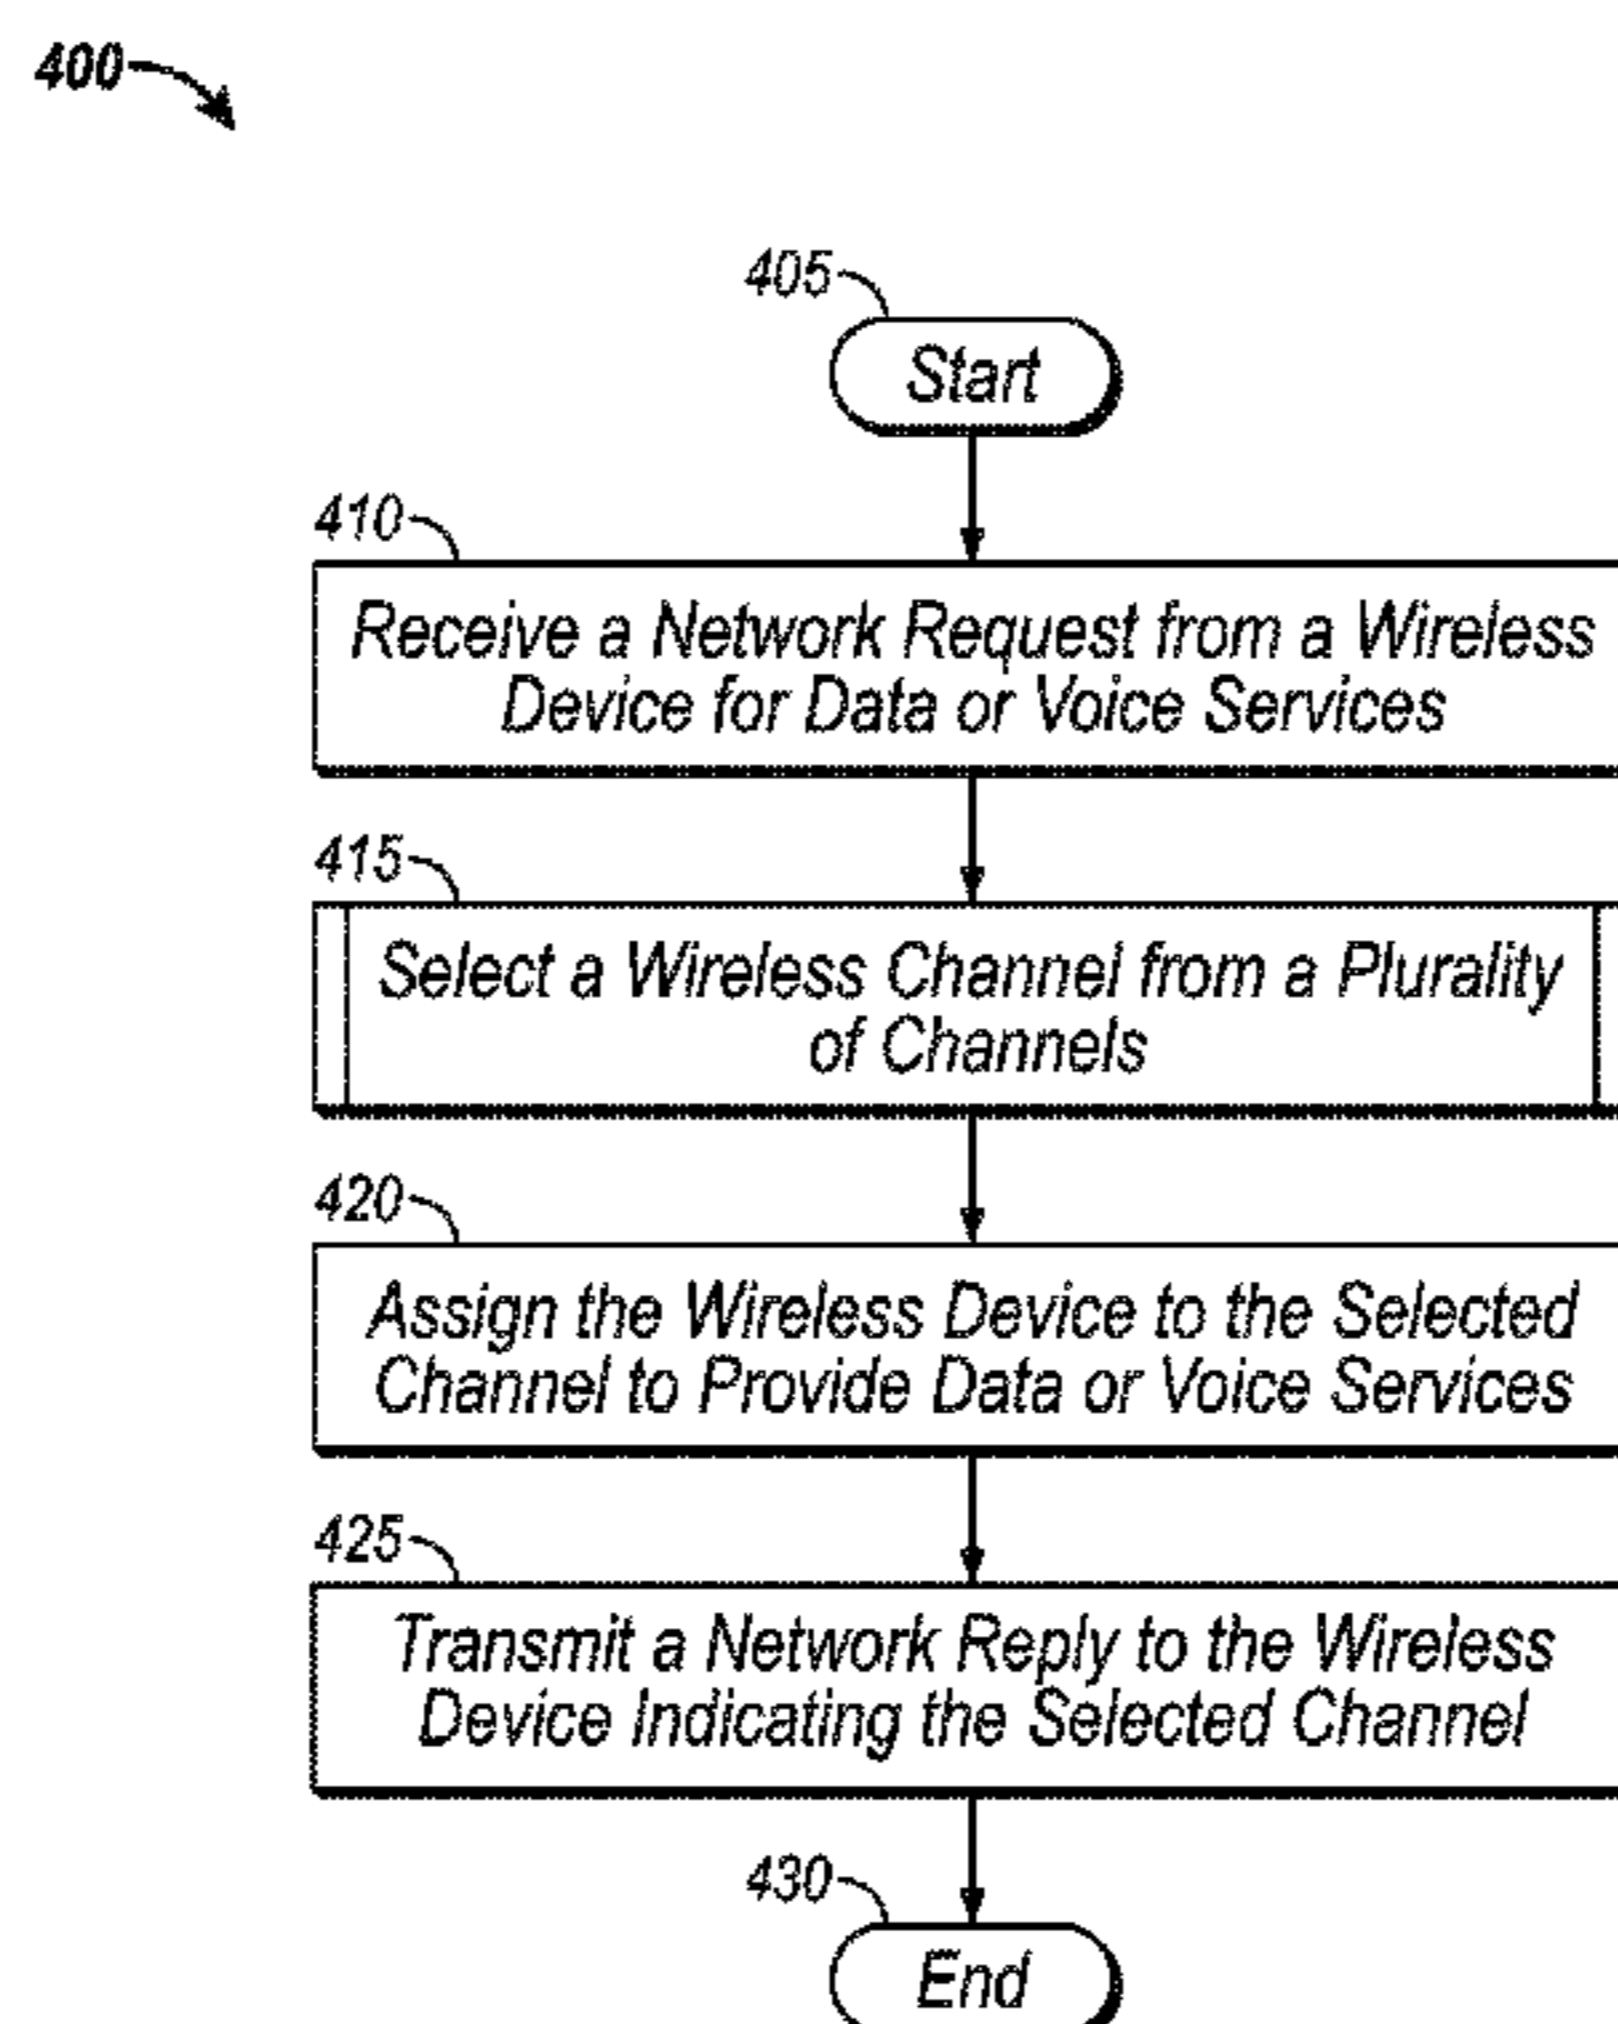 400
405
Start
410
Receive a Network Request from a Wireless
Device for Data or Voice Services
415
Select a Wireless Channel from a Plurality
of Channels
420
Assign the Wireless Device to the Selected
Channel to Provide Data or Voice Services
425
Transmit a Network Reply to the Wireless
Device Indicating the Selected Channel
430
End